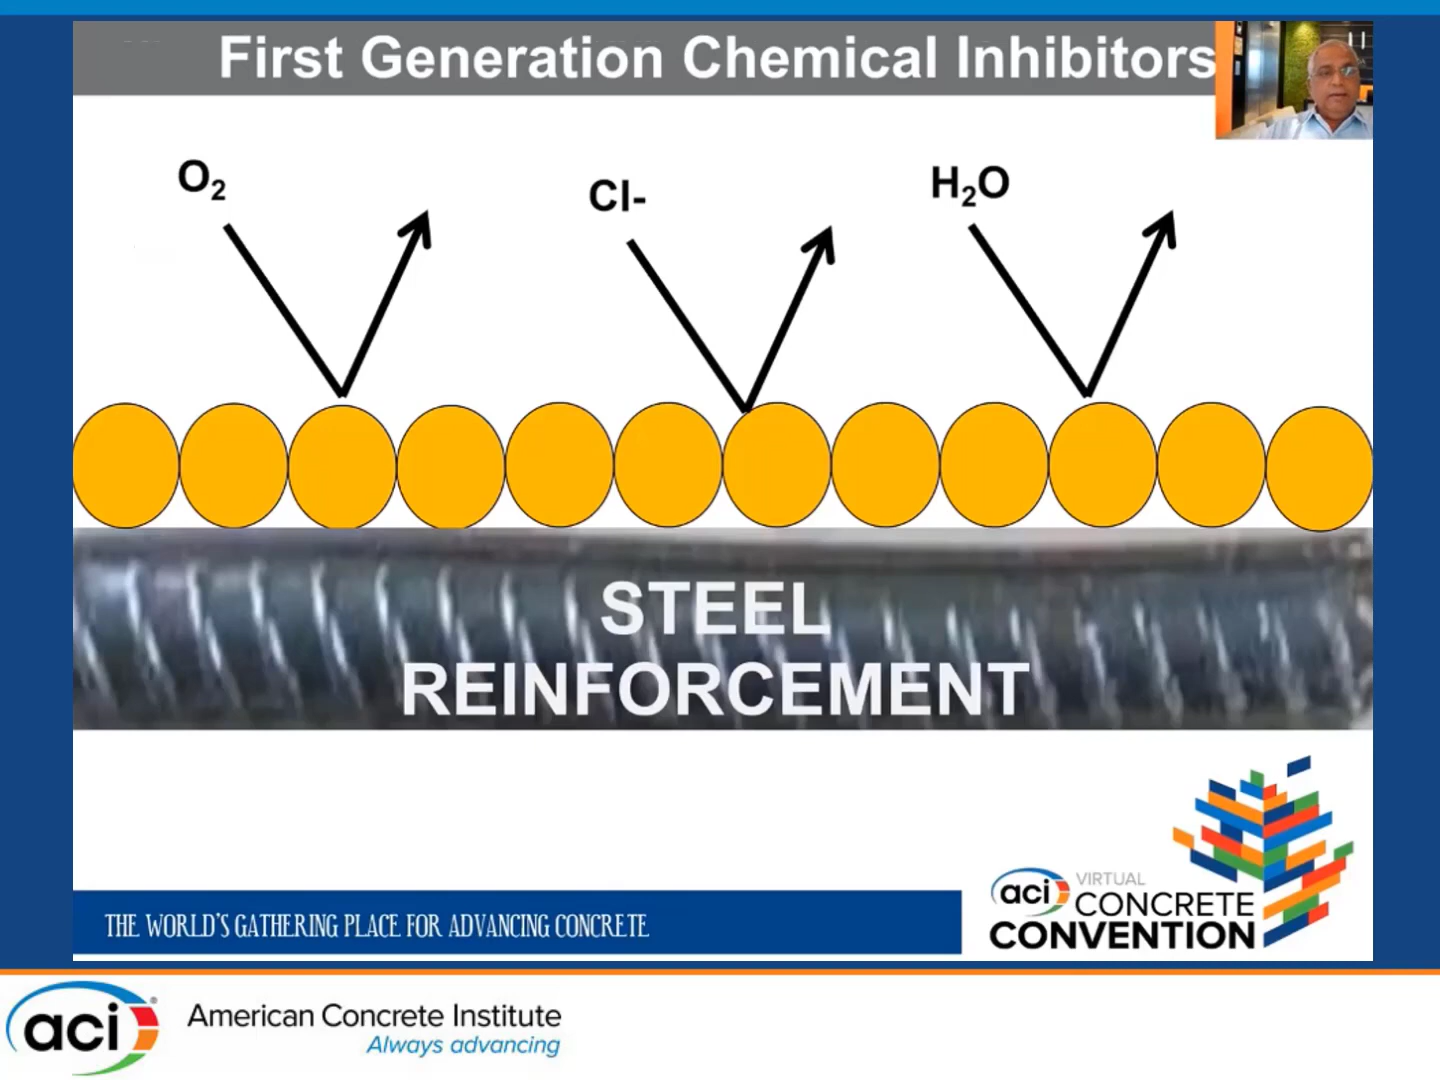 First Generation Chemical Inhibitors
O₂
Cl-
H₂O
STEEL
REINFORCEMENT
THE WORLD'S GATHERING PLACE FOR ADVANCING CONCRETE
aci VIRTUAL
CONCRETE
CONVENTION
aci
American Concrete Institute
Always advancing